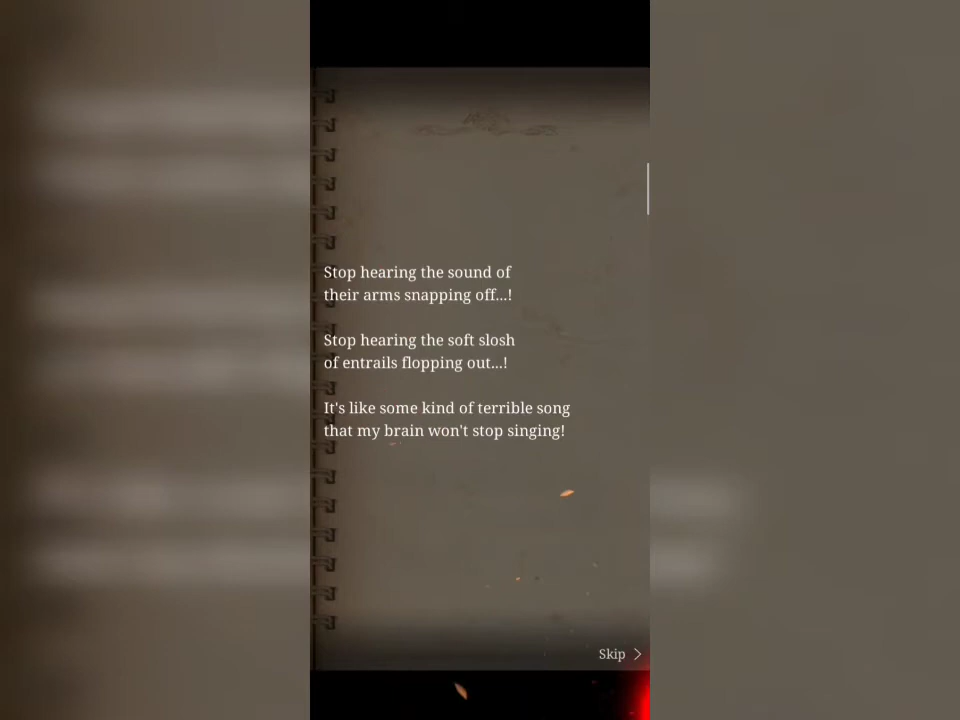 Stop hearing the sound of
their arms snapping off...!
Stop hearing the soft slosh
of entrails flopping out...!
It's like some kind of terrible song
that my brain won't stop singing!
Skip